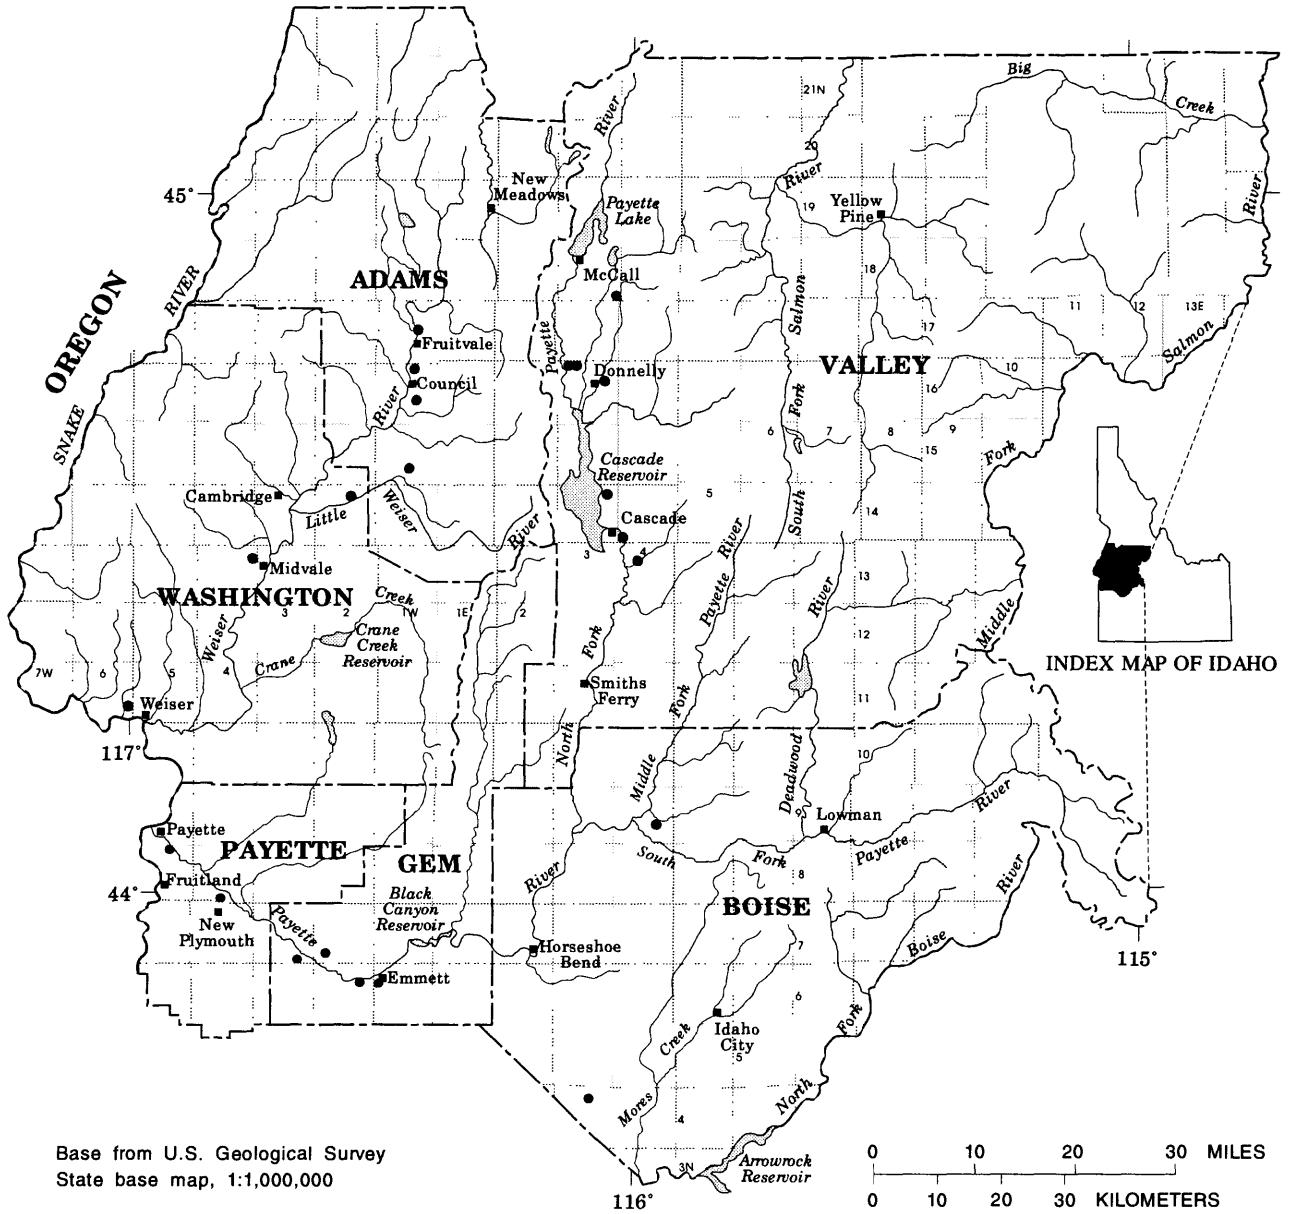 Big
Creek
21N
River
20
River
New
Meadows
45°
Payette
Lake
19
Yellow
Pine
River
McCall
ADAMS
18
OREGON
RIVER
Salmon
11
12
13E
17
Fruitvale
Payette
Salmon
VALLEY
Donnelly
10
Council
16
River
Fork
SNAKE
6
7
8
9
15
Fork
Cascade
Reservoir
Cambridge
5
Little
Weiser
South
14
Cascade
River
River
3
4
Midvale
13
WASHINGTON
Creek
Payette
River
3
2
1W
1E
2
Middle
12
Weiser
Crane
Creek
Reservoir
Fork
Crane
INDEX MAP OF IDAHO
7W
6
5
4
Smiths
Ferry
Fork
11
Weiser
117°
North
10
Middle
Deadwood
River
9
Lowman
Payette
PAYETTE
GEM
South
Fork
Payette
Fruitland
44°
River
8
River
Black
Canyon
Reservoir
BOISE
New
Plymouth
Payette
Horseshoe
Bend
7
Boise
115°
Emmett
6
Idaho
City
5
Creek
Fork
North
Mores
4
3N
Arrowrock
Reservoir
116°
Base from U.S. Geological Survey
State base map, 1:1,000,000
0 10 20 30 MILES
0 10 20 30 KILOMETERS